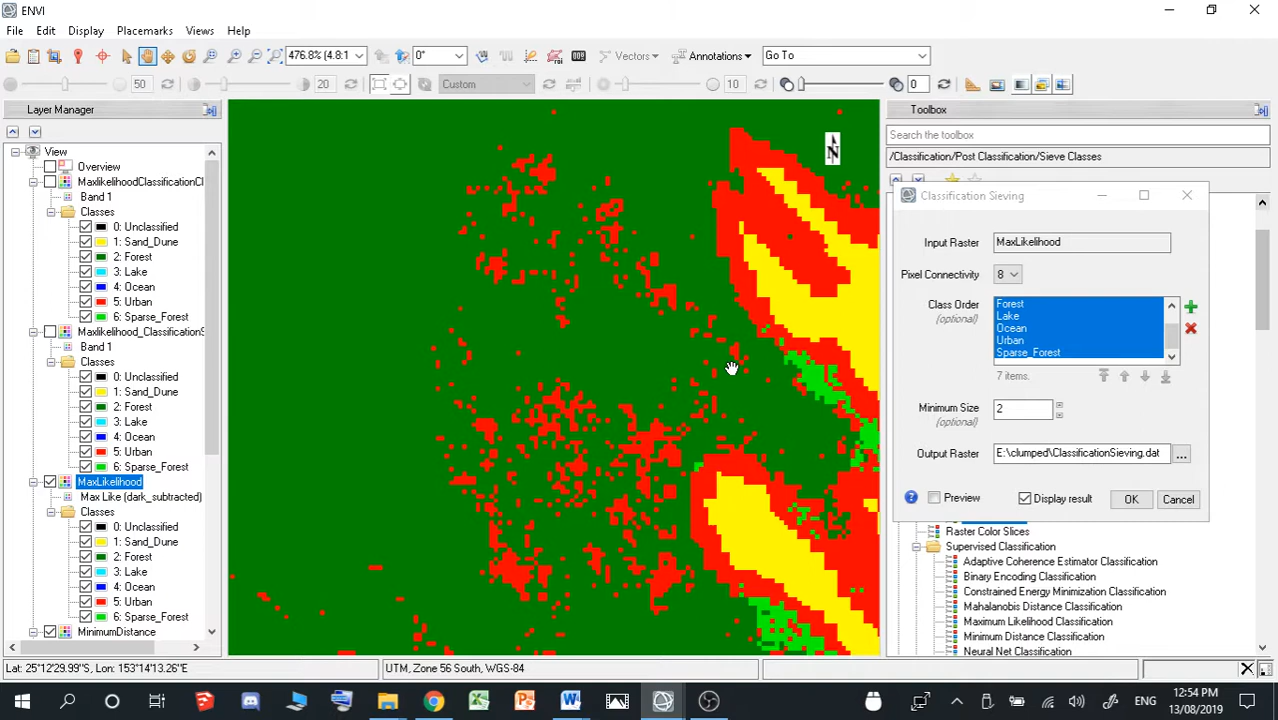 ENVI
File Edit Display Placemarks Views Help
476.8% (4.8:1 0° Vectors Annotations Go To
50 20 Custom 10 0
Layer Manager
View
Overview
MaxlikelihoodClassificationCl
Band 1
Classes
0: Unclassified
1: Sand_Dune
2: Forest
3: Lake
4: Ocean
5: Urban
6: Sparse_Forest
Maxlikelihood_ClassificationS
Band 1
Classes
0: Unclassified
1: Sand_Dune
2: Forest
3: Lake
4: Ocean
5: Urban
6: Sparse_Forest
MaxLikelihood
Max Like (dark_subtracted)
Classes
0: Unclassified
1: Sand_Dune
2: Forest
3: Lake
4: Ocean
5: Urban
6: Sparse_Forest
MinimumDistance
N
Toolbox
Search the toolbox
/Classification/Post Classification/Sieve Classes
Classification Sieving
Input Raster MaxLikelihood
Pixel Connectivity 8
Class Order
(optional)
Forest
Lake
Ocean
Urban
Sparse_Forest
7 items.
Minimum Size 2
(optional)
Output Raster E:\clumped\ClassificationSieving.dat ...
Preview Display result OK Cancel
Raster Color Slices
Supervised Classification
Adaptive Coherence Estimator Classification
Binary Encoding Classification
Constrained Energy Minimization Classification
Mahalanobis Distance Classification
Maximum Likelihood Classification
Minimum Distance Classification
Neural Net Classification
Lat: 25°12'29.99"S, Lon: 153°14'13.26"E UTM, Zone 56 South, WGS-84
ENG
12:54 PM
13/08/2019